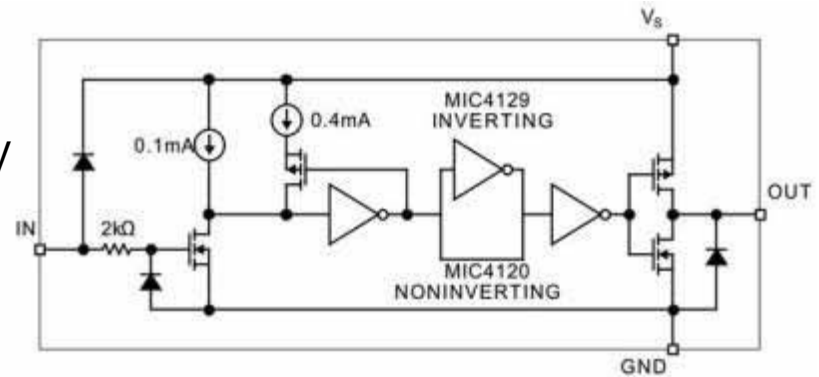 Vs
MIC4129
INVERTING
0.4mA
0.1mA
y
OUT
IN
2kΩ
MIC4120
NONINVERTING
GND